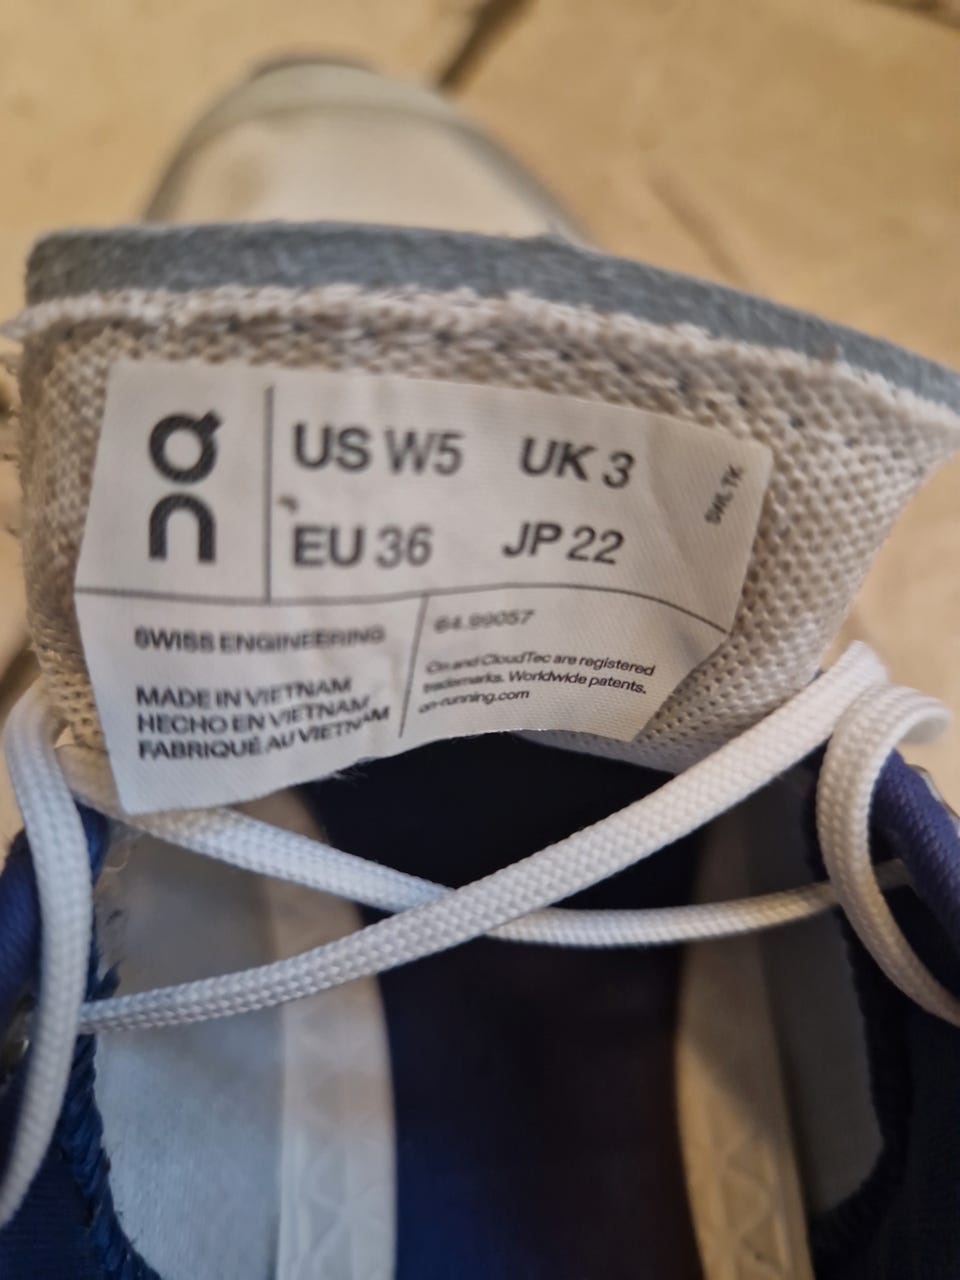 On
US W5 UK 3
EU 36 JP 22
SWISS ENGINEERING
MADE IN VIETNAM
HECHO EN VIETNAM
FABRIQUÉ AU VIETNAM
64.99057
On and CloudTec are registered
trademarks. Worldwide patents.
on-running.com